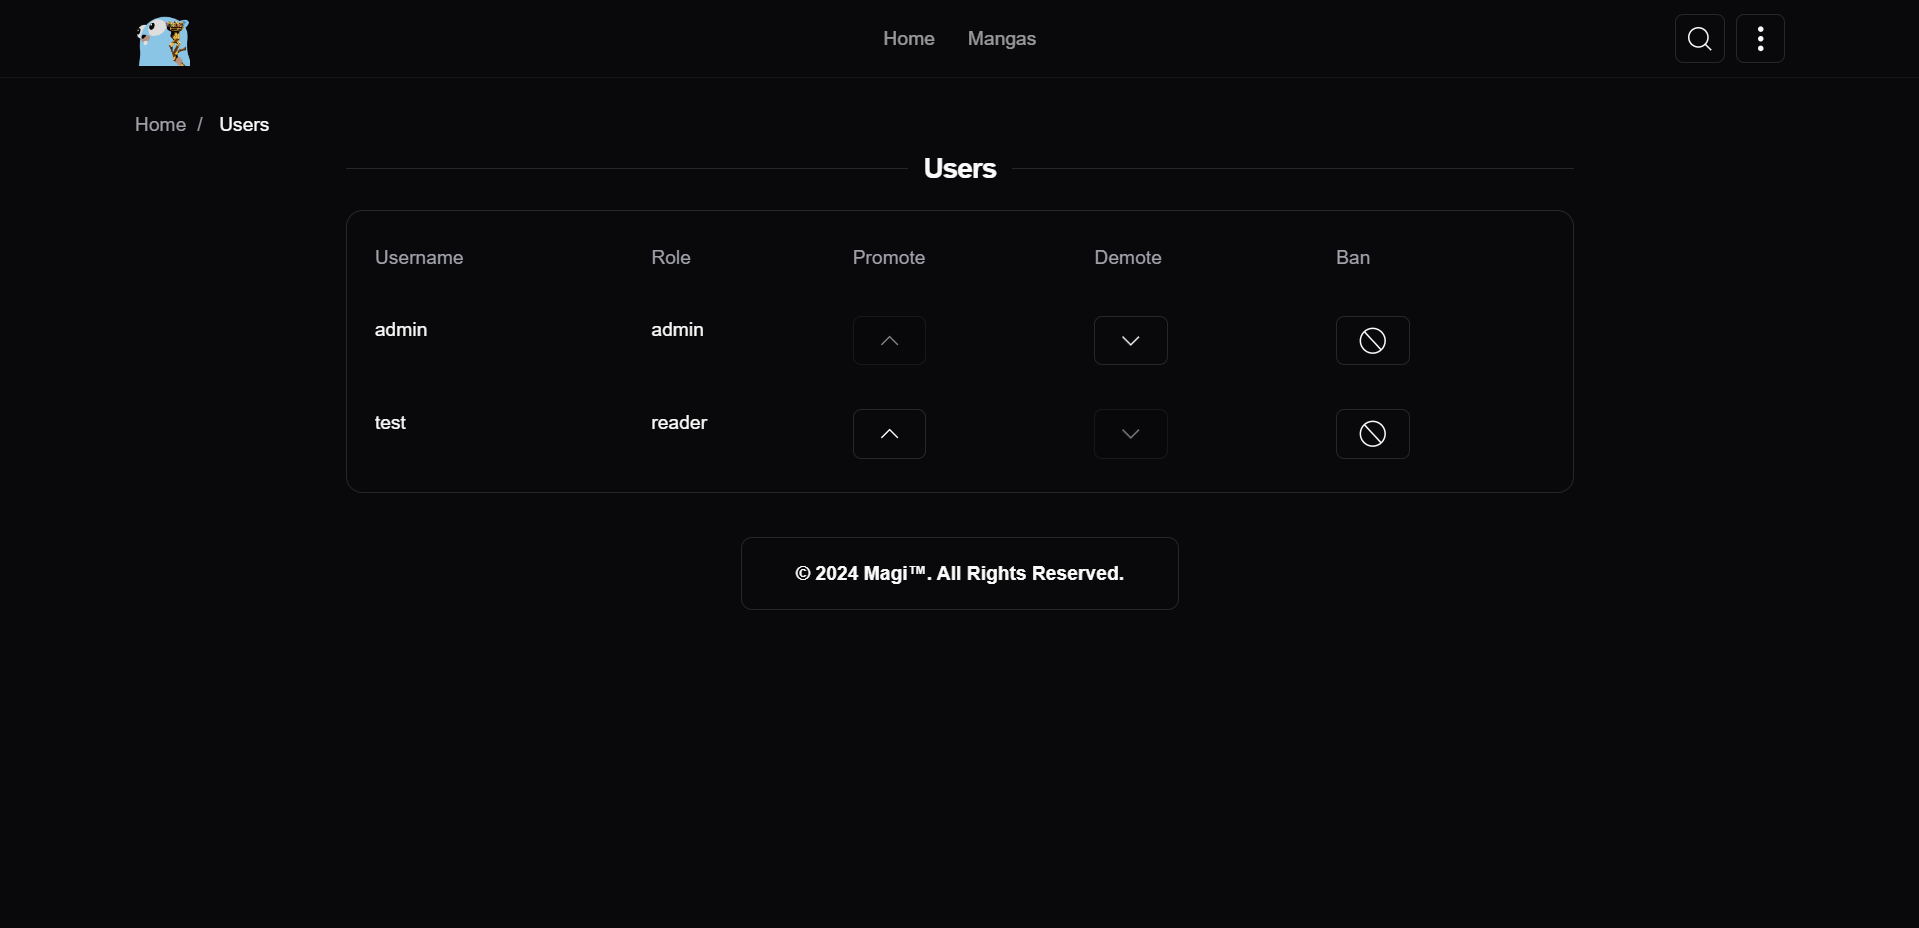 Home Mangas
Home / Users
Users
Username Role Promote Demote Ban
admin admin
test reader
© 2024 Magi™. All Rights Reserved.